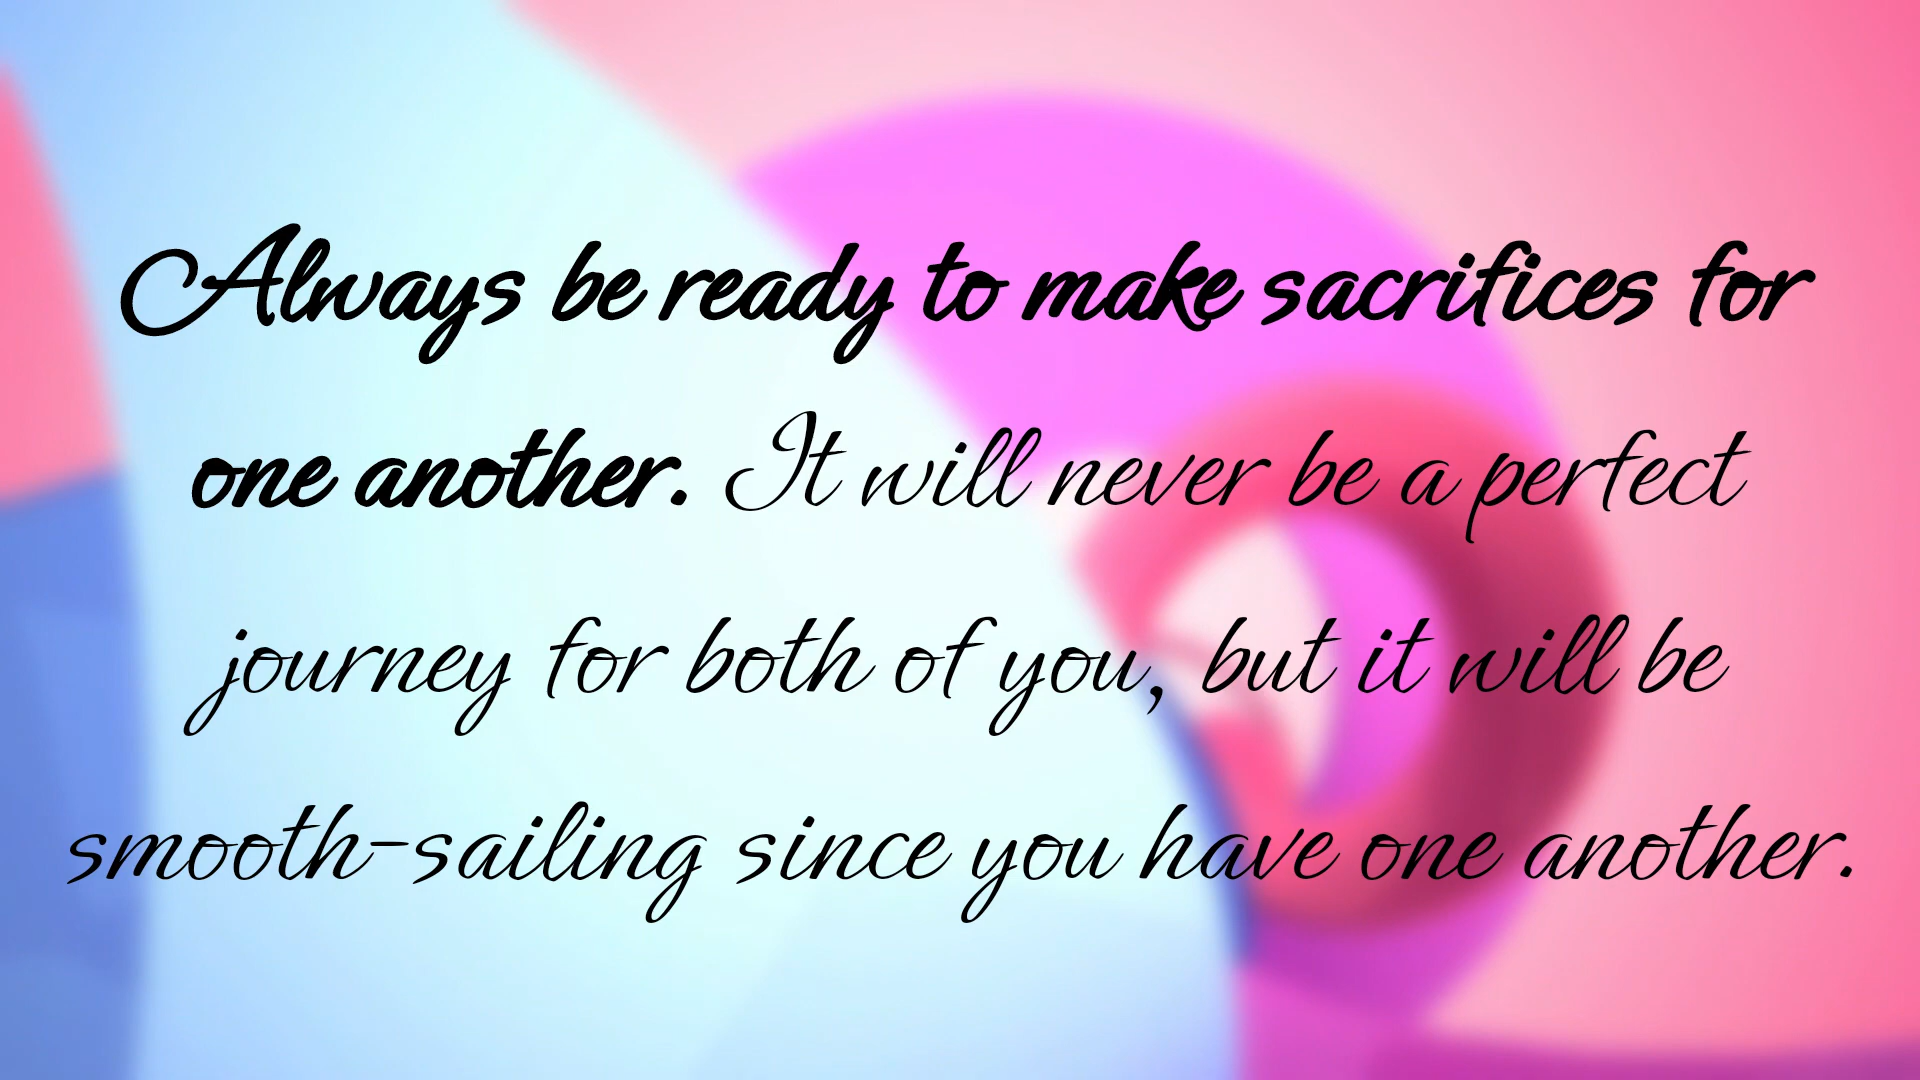 Always be ready to make sacrifices for
one another. It will never be a perfect
journey for both of you, but it will be
smooth-sailing since you have one another.